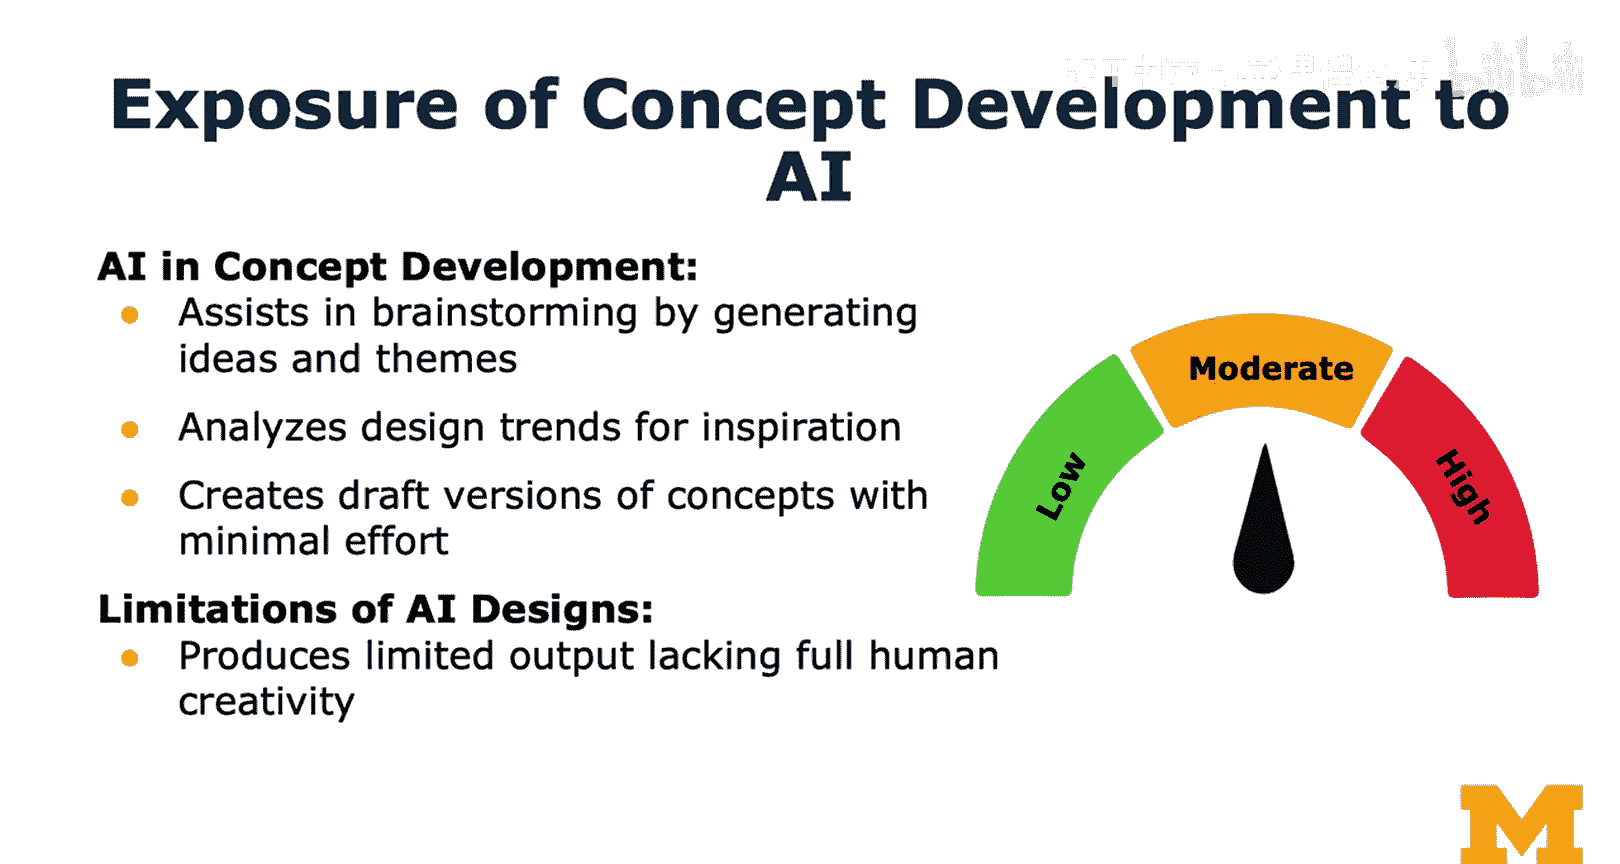 Exposure of Concept Development to
AI
AI in Concept Development:
Assists in brainstorming by generating
ideas and themes
Analyzes design trends for inspiration
Creates draft versions of concepts with
minimal effort
Limitations of AI Designs:
Produces limited output lacking full human
creativity
Low
Moderate
High
bilibili
M